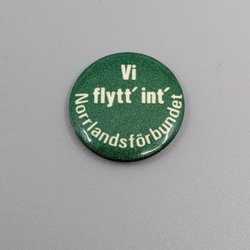 Vi
flytt´ int´
Norrlandsförbundet